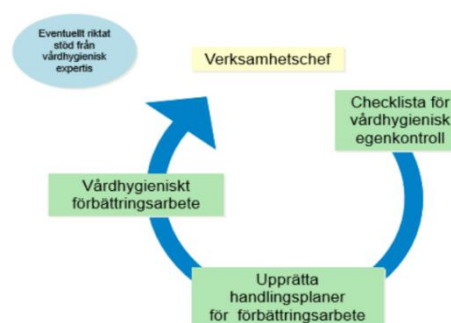 Eventuellt riktat
stöd från
vårdhygienisk
expertis
Verksamhetschef
Checklista för
vårdhygienisk
egenkontroll
Vårdhygieniskt
förbättringsarbete
Upprätta
handlingsplaner
för förbättringsarbete